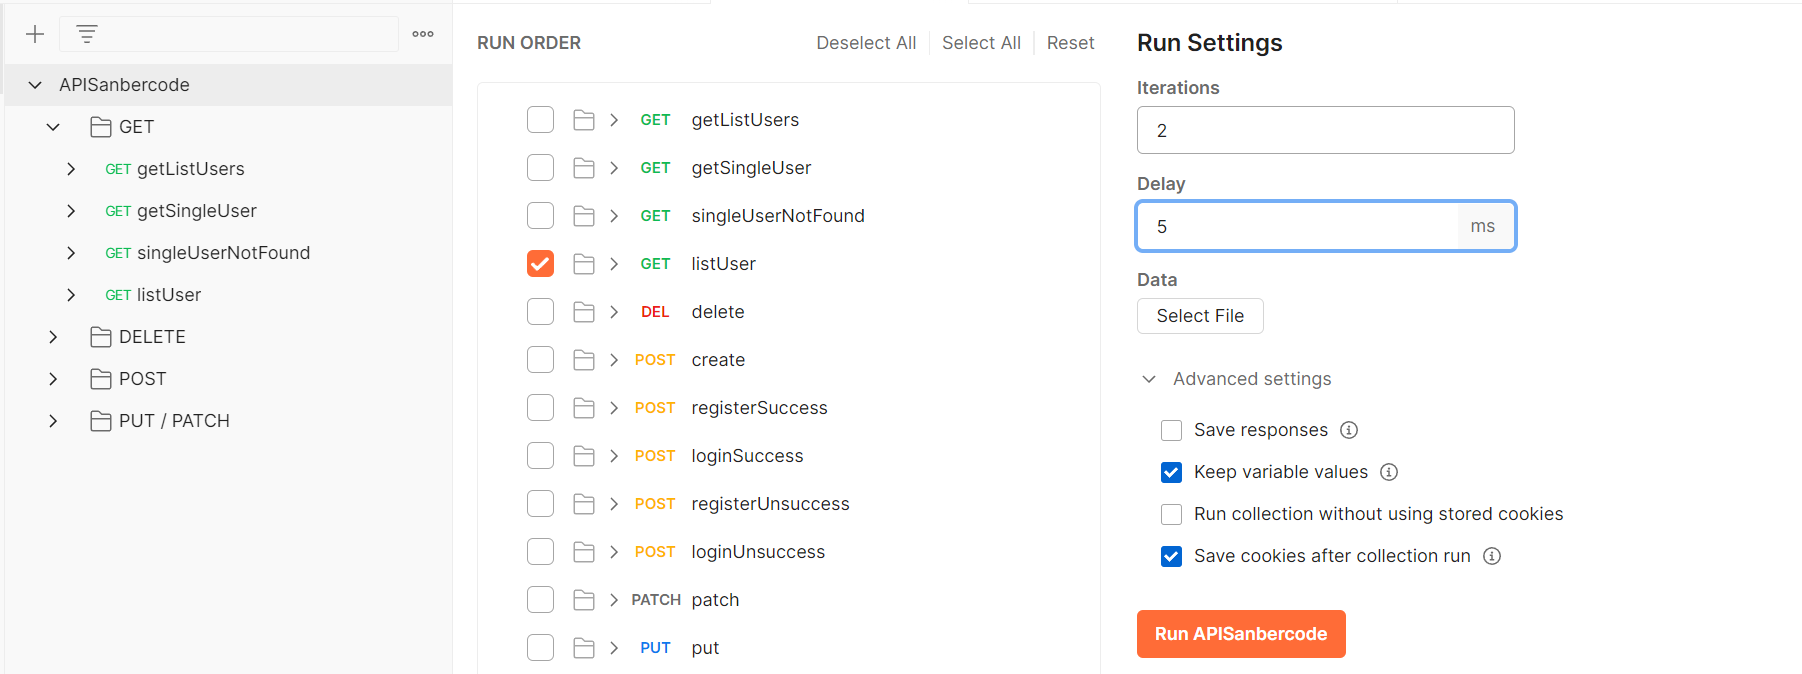 APISanbercode
GET
GET getListUsers
GET getSingleUser
GET singleUserNotFound
GET listUser
DELETE
POST
PUT / PATCH
RUN ORDER
Deselect All
Select All
Reset
GET getListUsers
GET getSingleUser
GET singleUserNotFound
GET listUser
DEL delete
POST create
POST registerSuccess
POST loginSuccess
POST registerUnsuccess
POST loginUnsuccess
PATCH patch
PUT put
Run Settings
Iterations
2
Delay
5 ms
Data
Select File
Advanced settings
Save responses
Keep variable values
Run collection without using stored cookies
Save cookies after collection run
Run APISanbercode